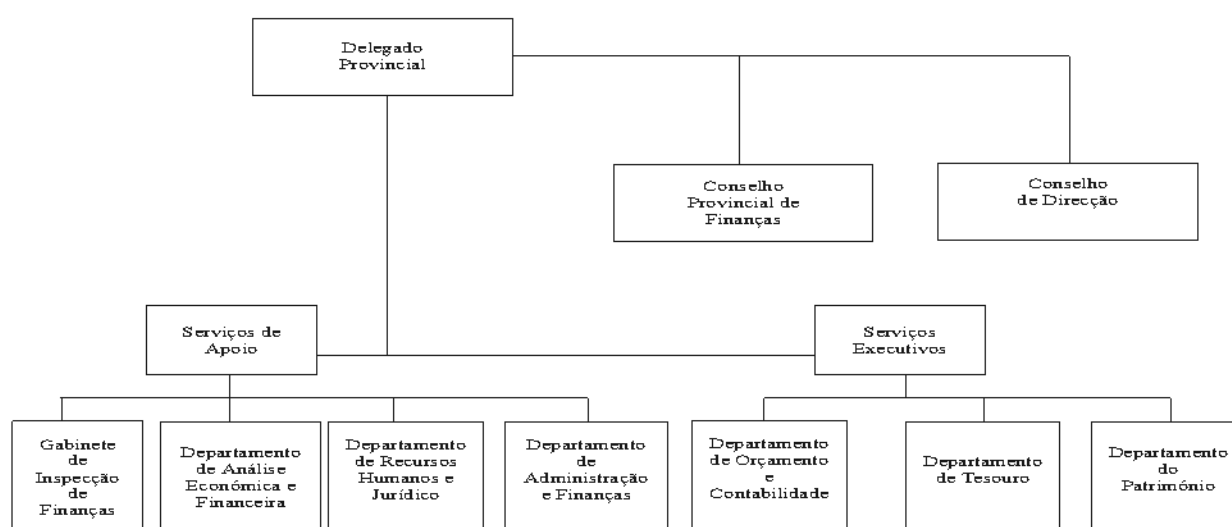 Delegado
Provincial
Conselho
Provincial de
Finanças
Conselho
de Direcção
Serviços de
Apoio
Serviços
Executivos
Gabinete
de
Inspecção
de
Finanças
Departamento
de Análise
Económica e
Financeira
Departamento
de Recursos
Humanos e
Jurídico
Departamento
de
Administração
e Finanças
Departamento
de Orçamento
e
Contabilidade
Departamento
de Tesouro
Departamento
do
Património